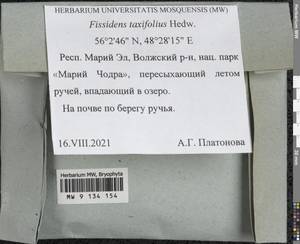 HERBARIUM UNIVERSITATIS MOSQUENSIS (MW)
Fissidens taxifolius Hedw.
56°2'46" N, 48°28'15" E
Респ. Марий Эл, Волжский р-н, нац. парк
«Марий Чодра», пересыхающий летом
ручей, впадающий в озеро.
На почве по берегу ручья.
16.VIII.2021 А.Г. Платонова
Herbarium MW, Bryophyta
MW 9 134 154